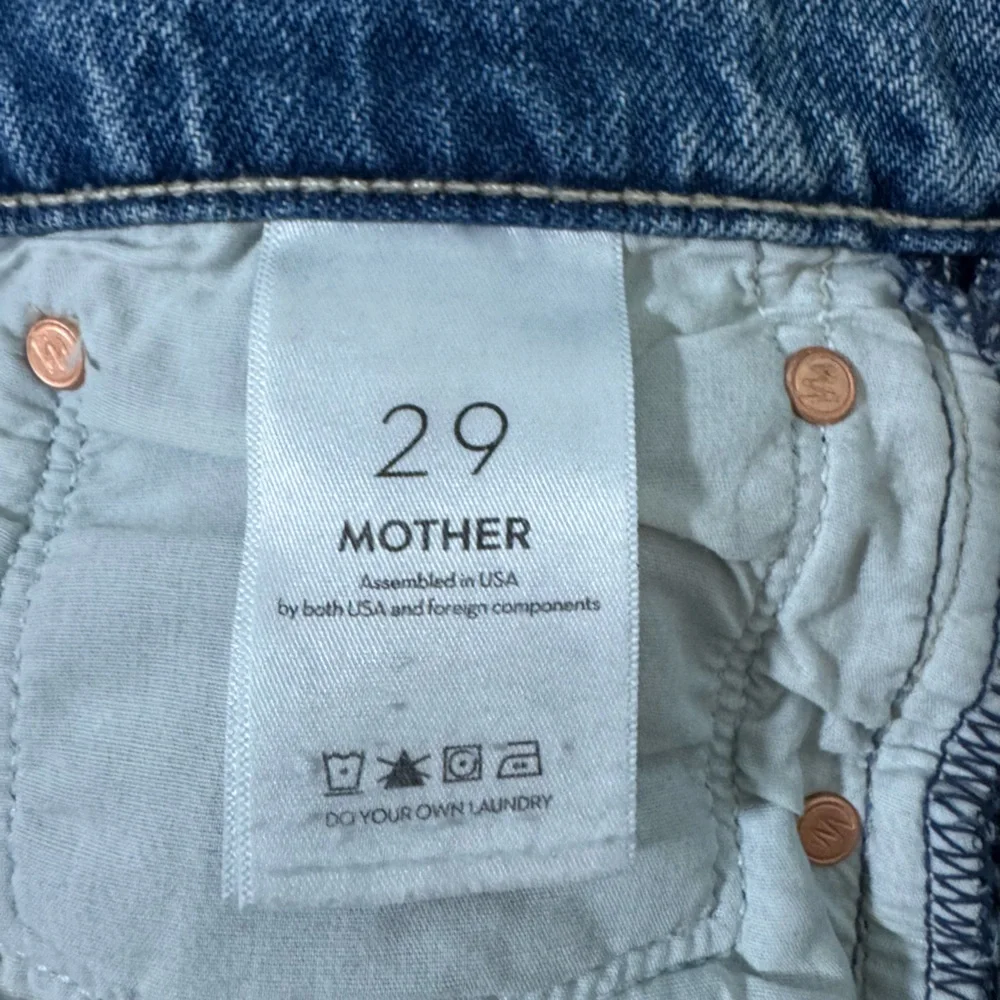 29
MOTHER
Assembled in USA
by both USA and foreign components
DO YOUR OWN LAUNDRY